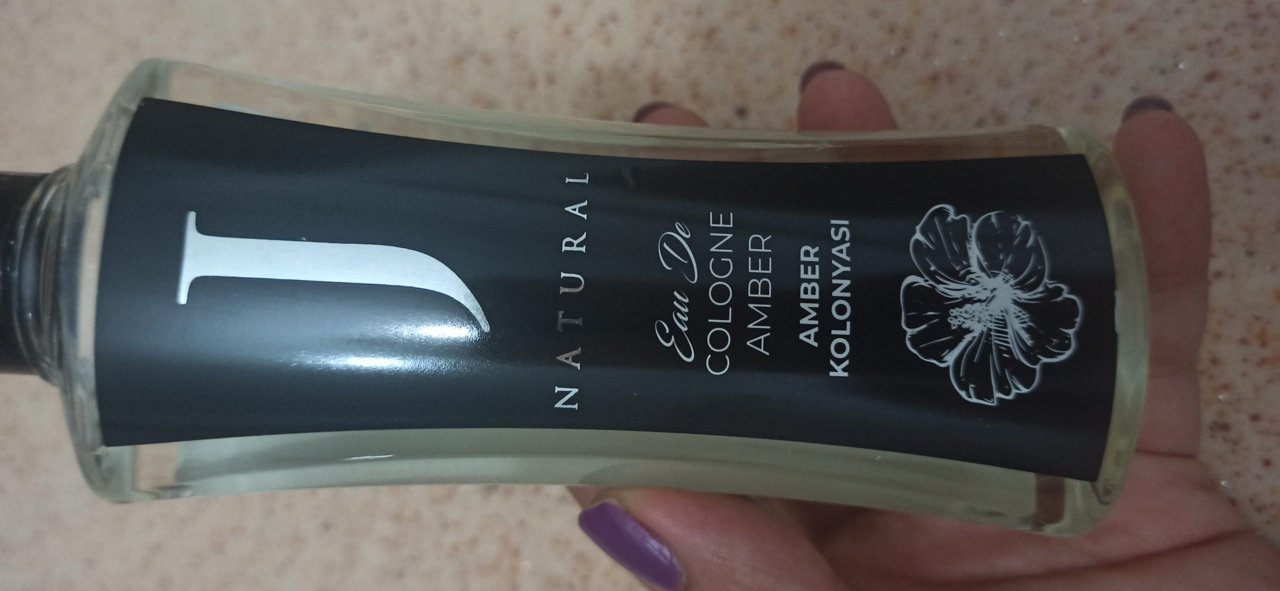 J
NATURAL
Eau De
COLOGNE
AMBER
AMBER
KOLONYASI